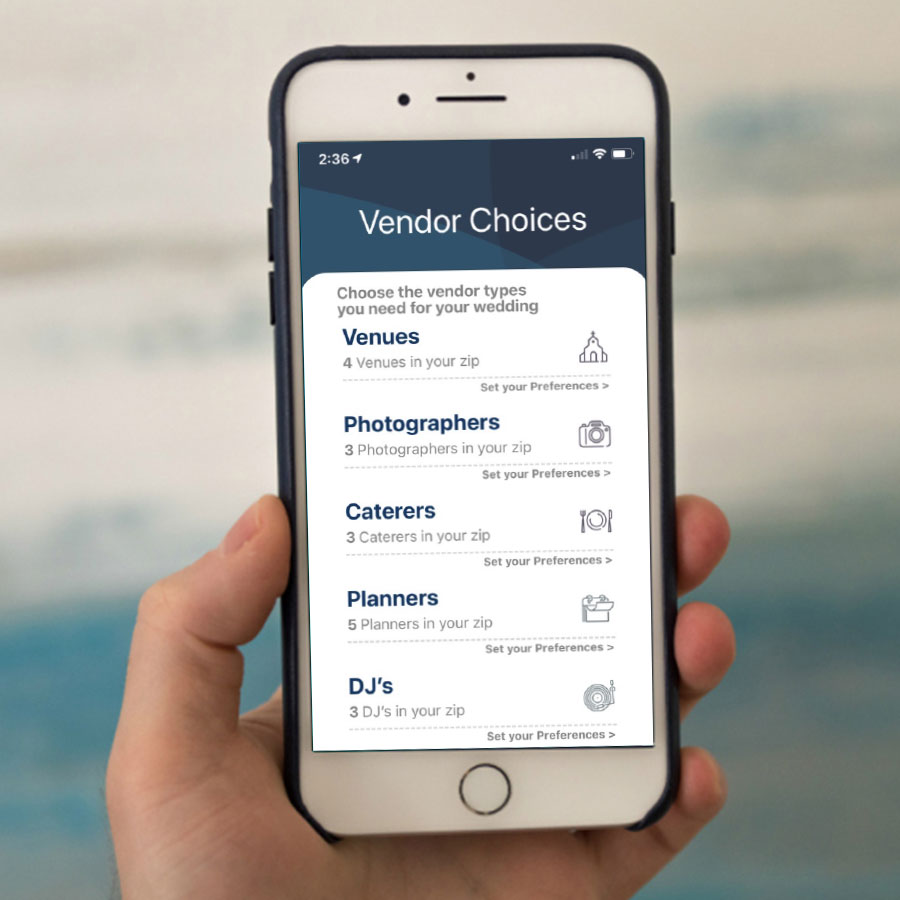 2:36
Vendor Choices
Choose the vendor types
you need for your wedding
Venues
4 Venues in your zip
Set your Preferences >
Photographers
3 Photographers in your zip
Set your Preferences >
Caterers
3 Caterers in your zip
Set your Preferences >
Planners
5 Planners in your zip
Set your Preferences >
DJ's
3 DJ's in your zip
Set your Preferences >